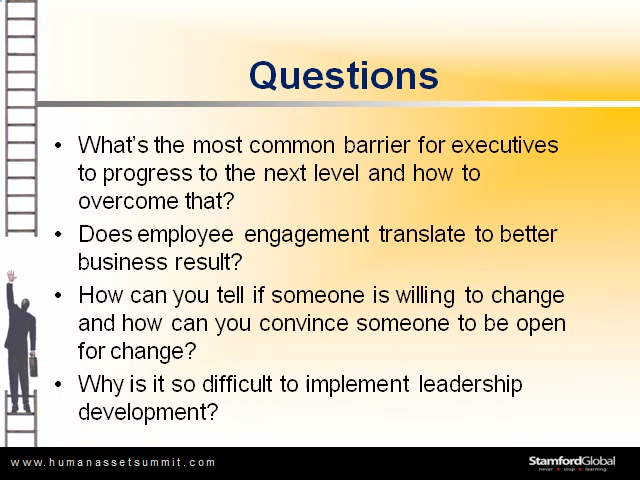 Questions
• What's the most common barrier for executives
to progress to the next level and how to
overcome that?
• Does employee engagement translate to better
business result?
• How can you tell if someone is willing to change
and how can you convince someone to be open
for change?
• Why is it so difficult to implement leadership
development?
www.humanassetsummit.com
StamfordGlobal
never • stop • learning